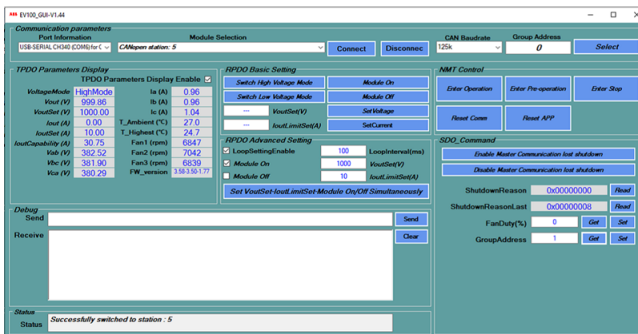 EV100_GUI-V1.44
Communication parameters
Port Information Module Selection CAN Baudrate Group Address
USB-SERIAL CH340 (COM6) for C CANopen station: 5 Connect Disconnec 125k 0 Select
TPDO Parameters Display
TPDO Parameters Display Enable
VoltageMode HighMode Ia (A) 0.96
Vout (V) 999.86 Ib (A) 0.96
VoutSet (V) 1000.00 Ic (A) 1.04
Iout (A) 0.00 T_Ambient (℃) 27.0
IoutSet (A) 10.00 T_Highest (℃) 24.7
IoutCapability (A) 30.75 Fan1 (RPM) 6847
Vab (V) 382.52 Fan2 (RPM) 7042
Vbc (V) 381.90 Fan3 (RPM) 6839
Vca (V) 380.29 FW_version 3.58-3.50-1.77
RPDO Basic Setting
Switch High Voltage Mode Module On
Switch Low Voltage Mode Module Off
--- VoutSet(V) SetVoltage
--- IoutLimitSet(A) SetCurrent
RPDO Advanced Setting
LoopSettingEnable 100 LoopInterval(ms)
Module On 1000 VoutSet(V)
Module Off 10 IoutLimitSet(A)
Set VoutSet-IoutLimitSet-Module On/Off Simultaneously
NMT Control
Enter Operation Enter Pre-operation Enter Stop
Reset Comm Reset APP
SDO_Command
Enable Master Communication lost shutdown
Disable Master Communication lost shutdown
ShutdownReason 0x00000000 Read
ShutdownReasonLast 0x00000008 Read
FanDuty(%) 0 Get Set
GroupAddress 1 Get Set
Debug
Send Send
Receive Clear
Status
Status Successfully switched to station : 5